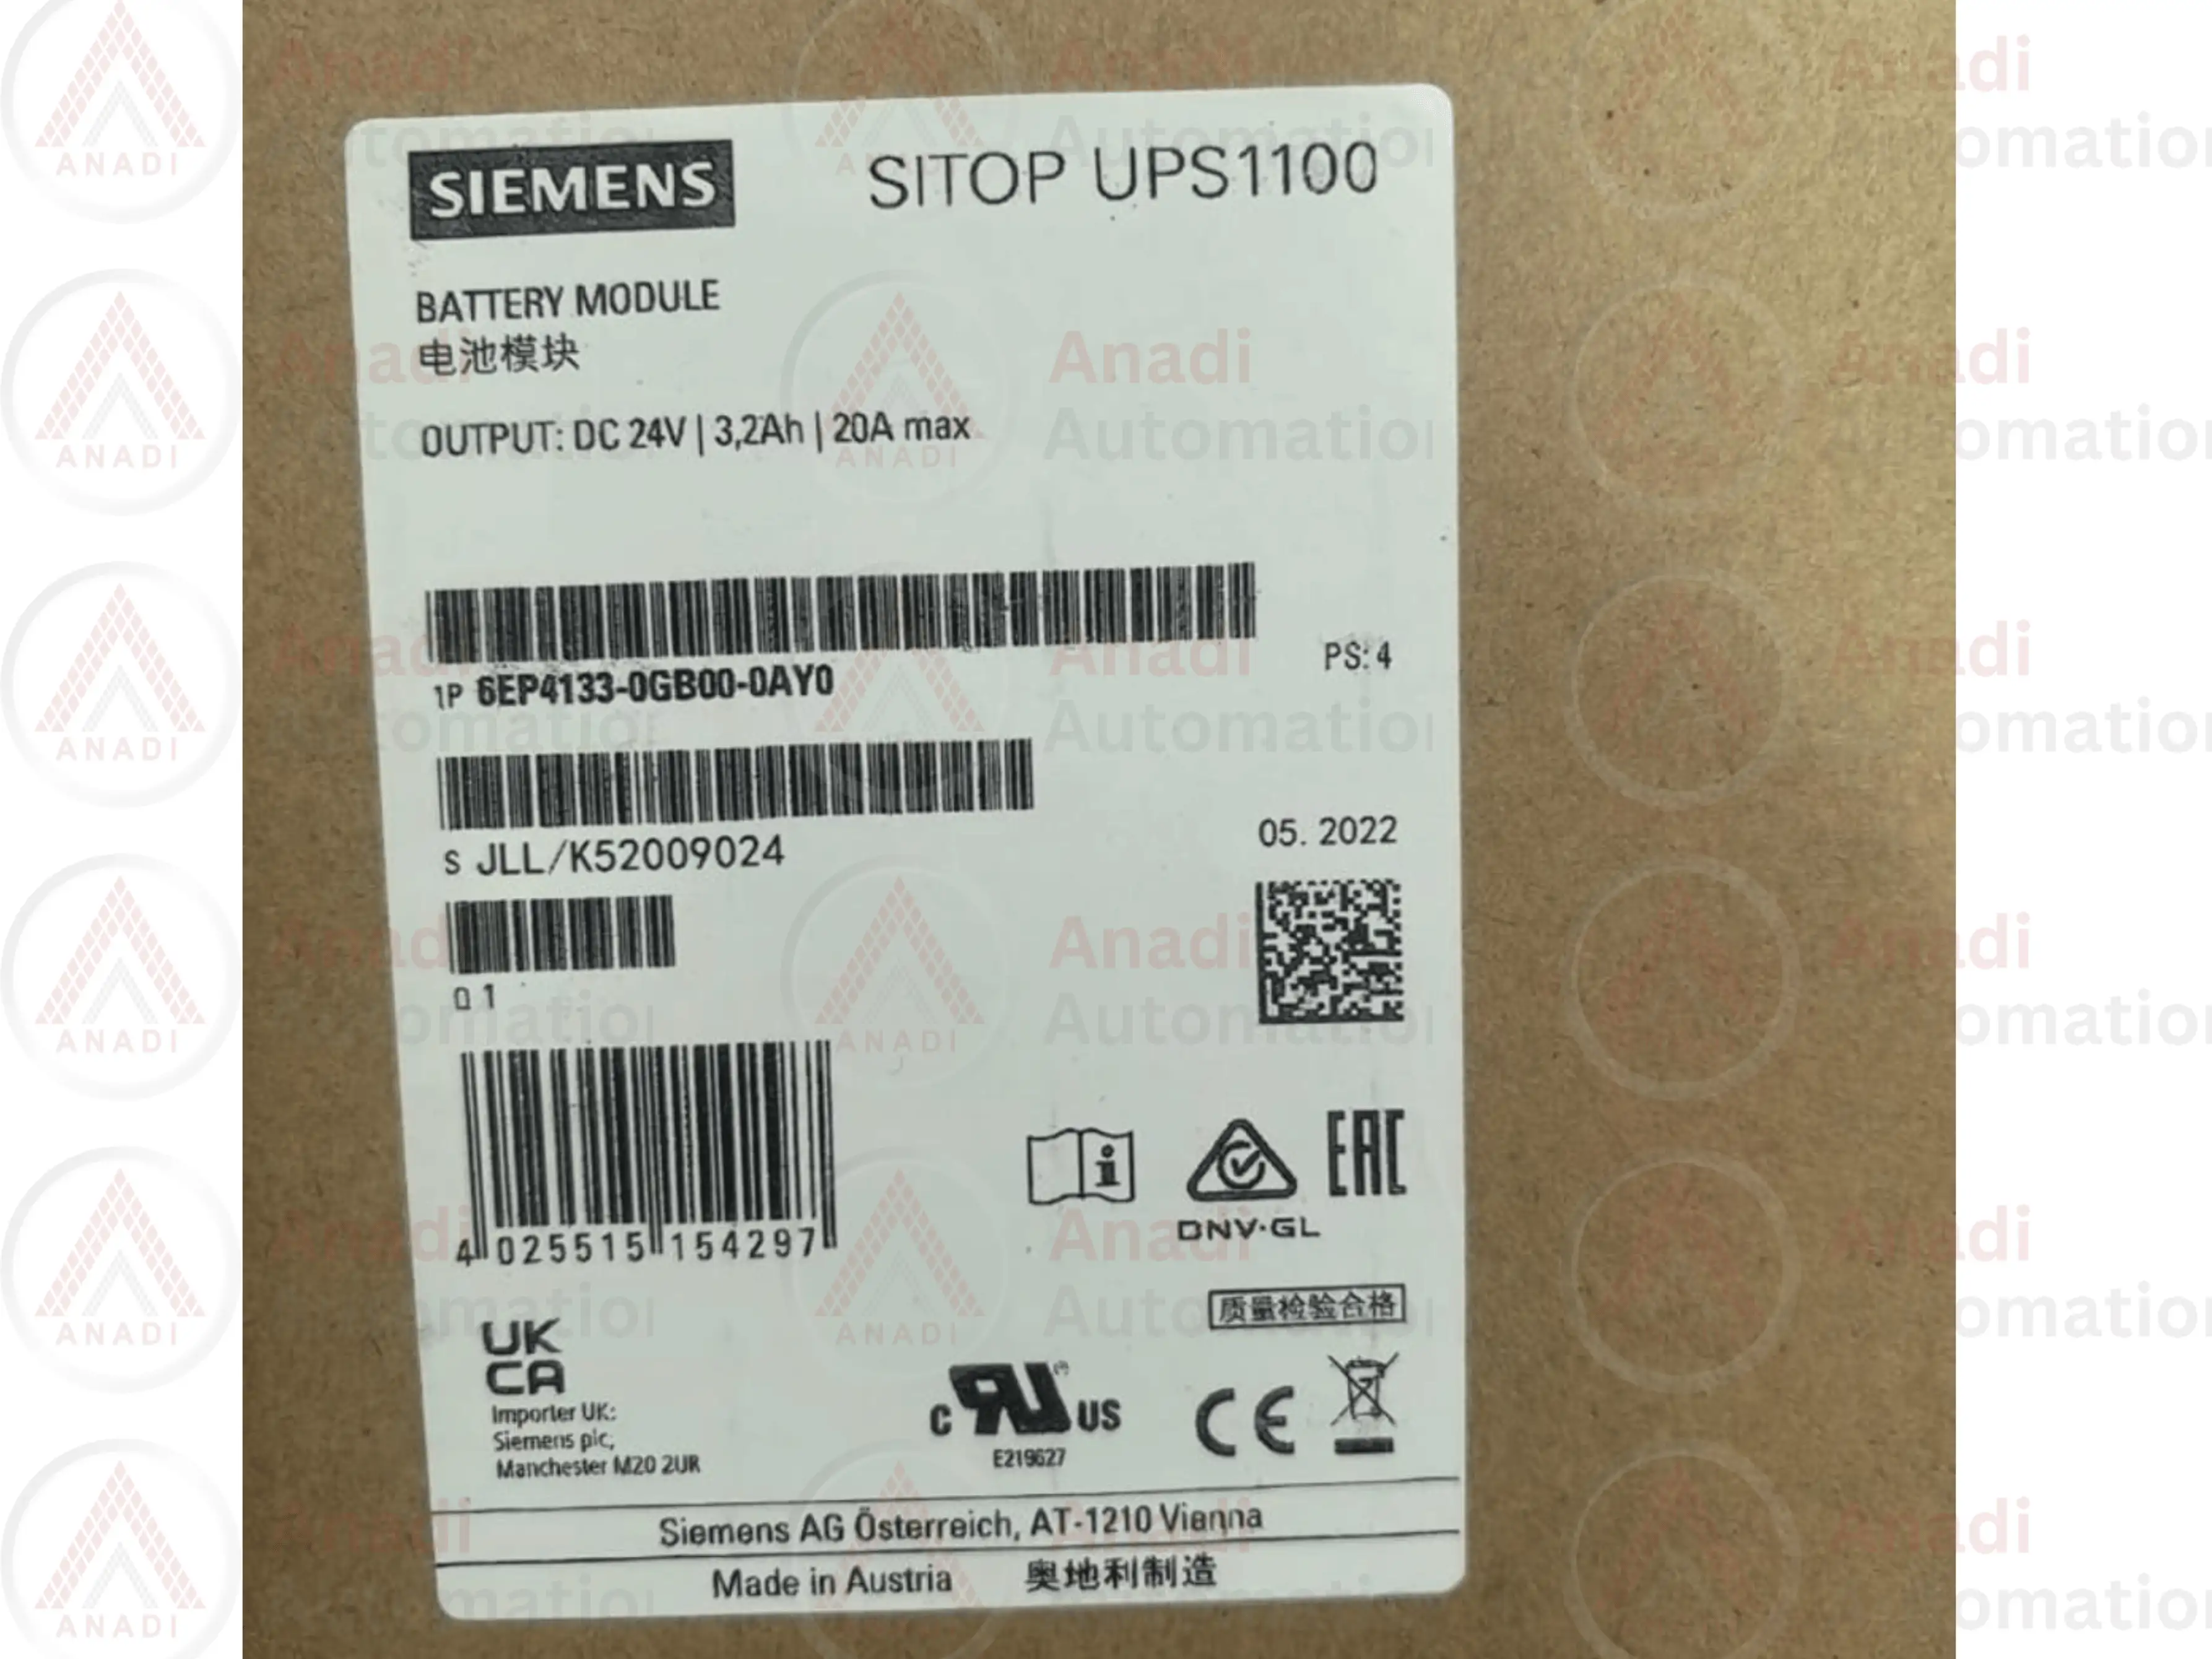 SIEMENS SITOP UPS1100
BATTERY MODULE
电池模块
OUTPUT: DC 24V | 3,2Ah | 20A max
1P 6EP4133-0GB00-0AY0
PS: 4
S JLL/K52009024
05. 2022
Q 1
4 025515 154297
EAC
DNV·GL
质量检验合格
UK
CA
Importer UK:
Siemens plc,
Manchester M20 2UR
C RU ® US
E219627
CE
Siemens AG Österreich, AT-1210 Vienna
Made in Austria 奥地利制造
ANADI
Anadi
Automation